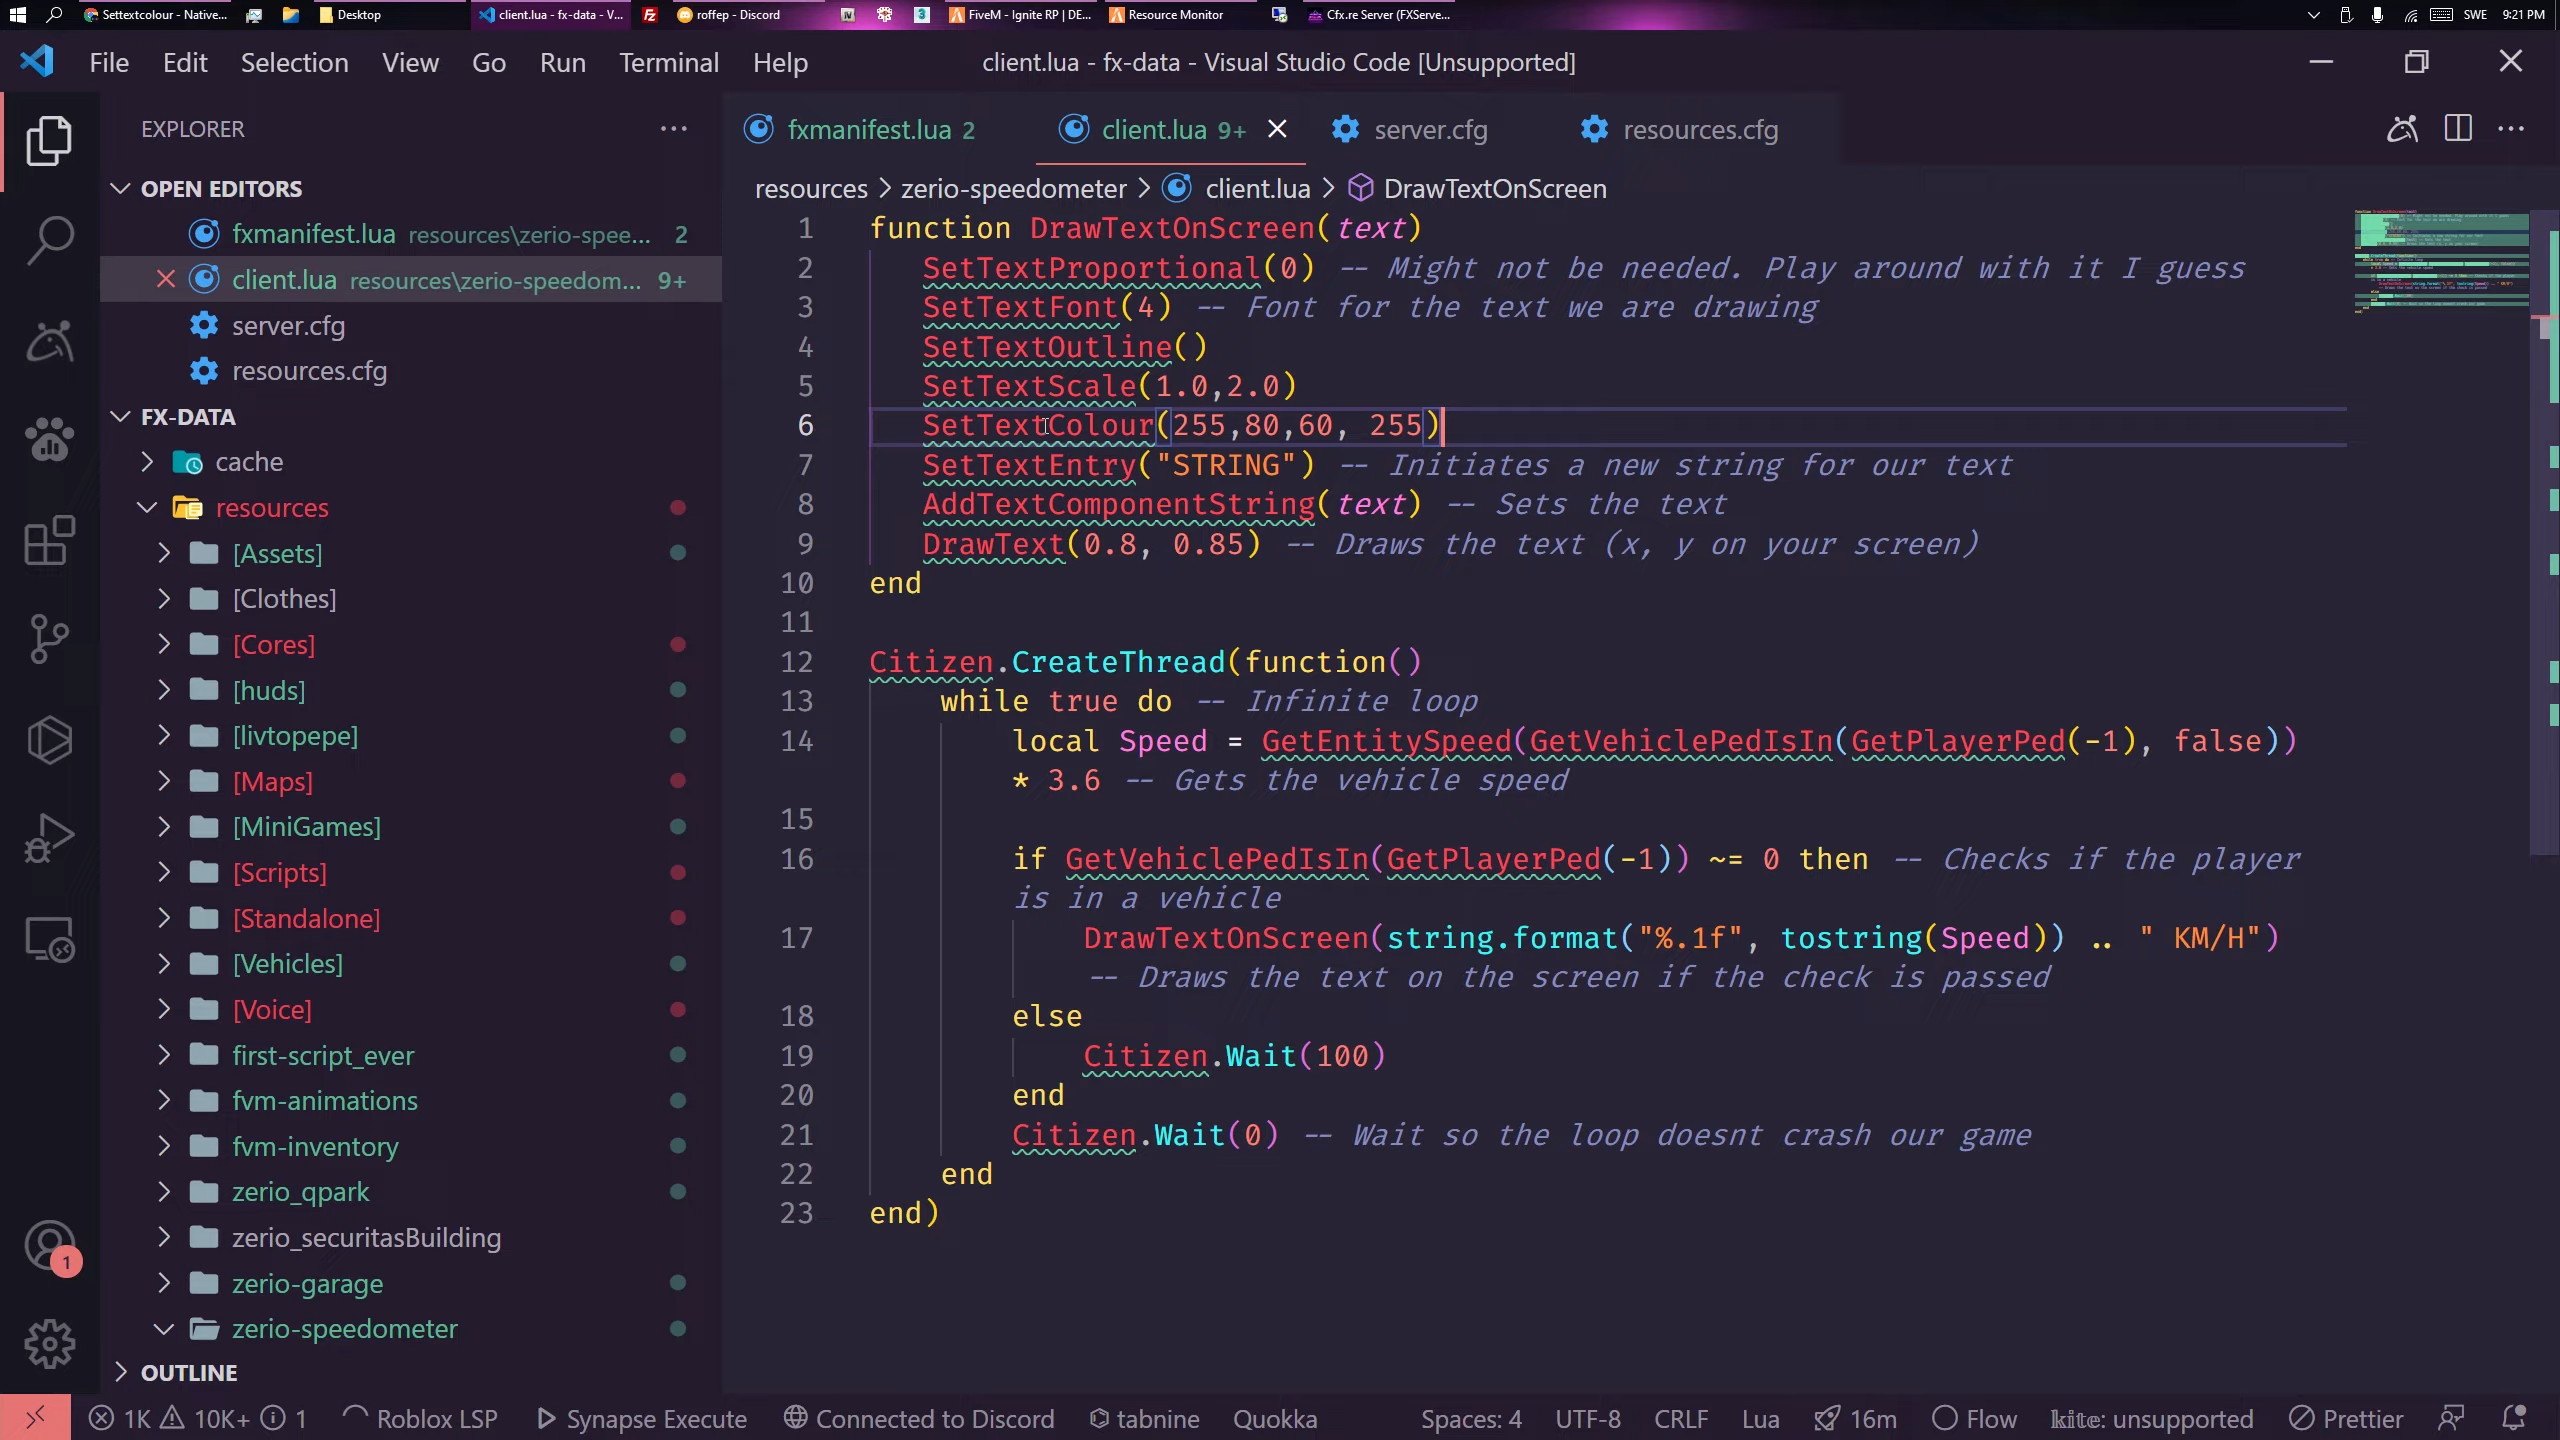 Settextcolour - Native...
Desktop
client.lua - fx-data - V...
roffep - Discord
FiveM - Ignite RP | DE...
Resource Monitor
Cfx.re Server (FXServe...
SWE
9:21 PM
File Edit Selection View Go Run Terminal Help
client.lua - fx-data - Visual Studio Code [Unsupported]
EXPLORER
OPEN EDITORS
fxmanifest.lua resources\zerio-spee... 2
client.lua resources\zerio-speedom... 9+
server.cfg
resources.cfg
FX-DATA
cache
resources
[Assets]
[Clothes]
[Cores]
[huds]
[livtopepe]
[Maps]
[MiniGames]
[Scripts]
[Standalone]
[Vehicles]
[Voice]
first-script_ever
fvm-animations
fvm-inventory
zerio_qpark
zerio_securitasBuilding
zerio-garage
zerio-speedometer
OUTLINE
1
fxmanifest.lua 2
client.lua 9+
server.cfg
resources.cfg
resources > zerio-speedometer > client.lua > DrawTextOnScreen
1 function DrawTextOnScreen(text)
2 SetTextProportional(0) -- Might not be needed. Play around with it I guess
3 SetTextFont(4) -- Font for the text we are drawing
4 SetTextOutline()
5 SetTextScale(1.0,2.0)
6 SetTextColour(255,80,60, 255)
7 SetTextEntry("STRING") -- Initiates a new string for our text
8 AddTextComponentString(text) -- Sets the text
9 DrawText(0.8, 0.85) -- Draws the text (x, y on your screen)
10 end
11
12 Citizen.CreateThread(function()
13 while true do -- Infinite loop
14 local Speed = GetEntitySpeed(GetVehiclePedIsIn(GetPlayerPed(-1), false))
* 3.6 -- Gets the vehicle speed
15
16 if GetVehiclePedIsIn(GetPlayerPed(-1)) ~= 0 then -- Checks if the player
is in a vehicle
17 DrawTextOnScreen(string.format("%.1f", tostring(Speed)) .. " KM/H")
-- Draws the text on the screen if the check is passed
18 else
19 Citizen.Wait(100)
20 end
21 Citizen.Wait(0) -- Wait so the loop doesnt crash our game
22 end
23 end)
1K 10K+ 1 Roblox LSP Synapse Execute Connected to Discord tabnine Quokka Spaces: 4 UTF-8 CRLF Lua 16m Flow kite: unsupported Prettier